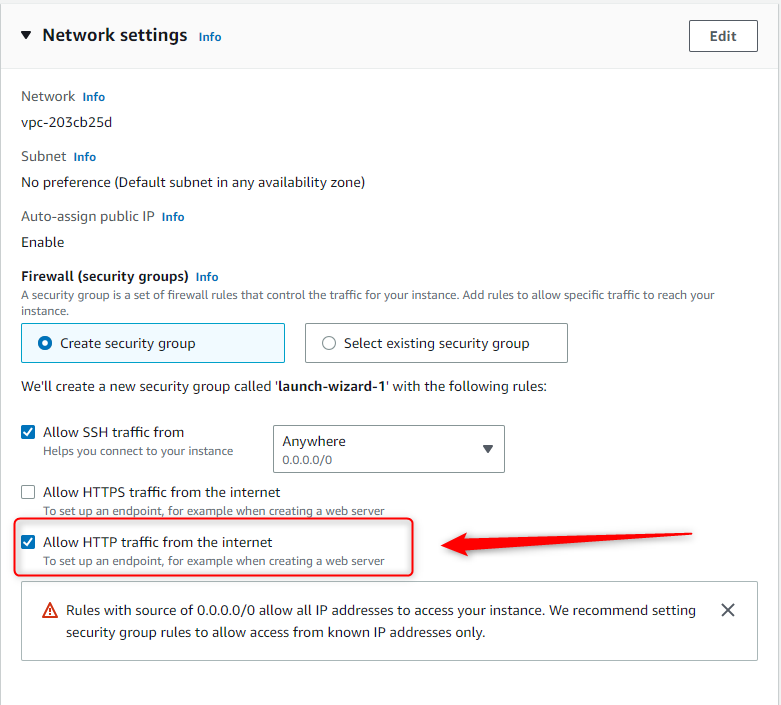 Network settings Info
Edit
Network Info
vpc-203cb25d
Subnet Info
No preference (Default subnet in any availability zone)
Auto-assign public IP Info
Enable
Firewall (security groups) Info
A security group is a set of firewall rules that control the traffic for your instance. Add rules to allow specific traffic to reach your
instance.
Create security group
Select existing security group
We'll create a new security group called 'launch-wizard-1' with the following rules:
Allow SSH traffic from
Helps you connect to your instance
Anywhere
0.0.0.0/0
Allow HTTPS traffic from the internet
To set up an endpoint, for example when creating a web server
Allow HTTP traffic from the internet
To set up an endpoint, for example when creating a web server
Rules with source of 0.0.0.0/0 allow all IP addresses to access your instance. We recommend setting
security group rules to allow access from known IP addresses only.